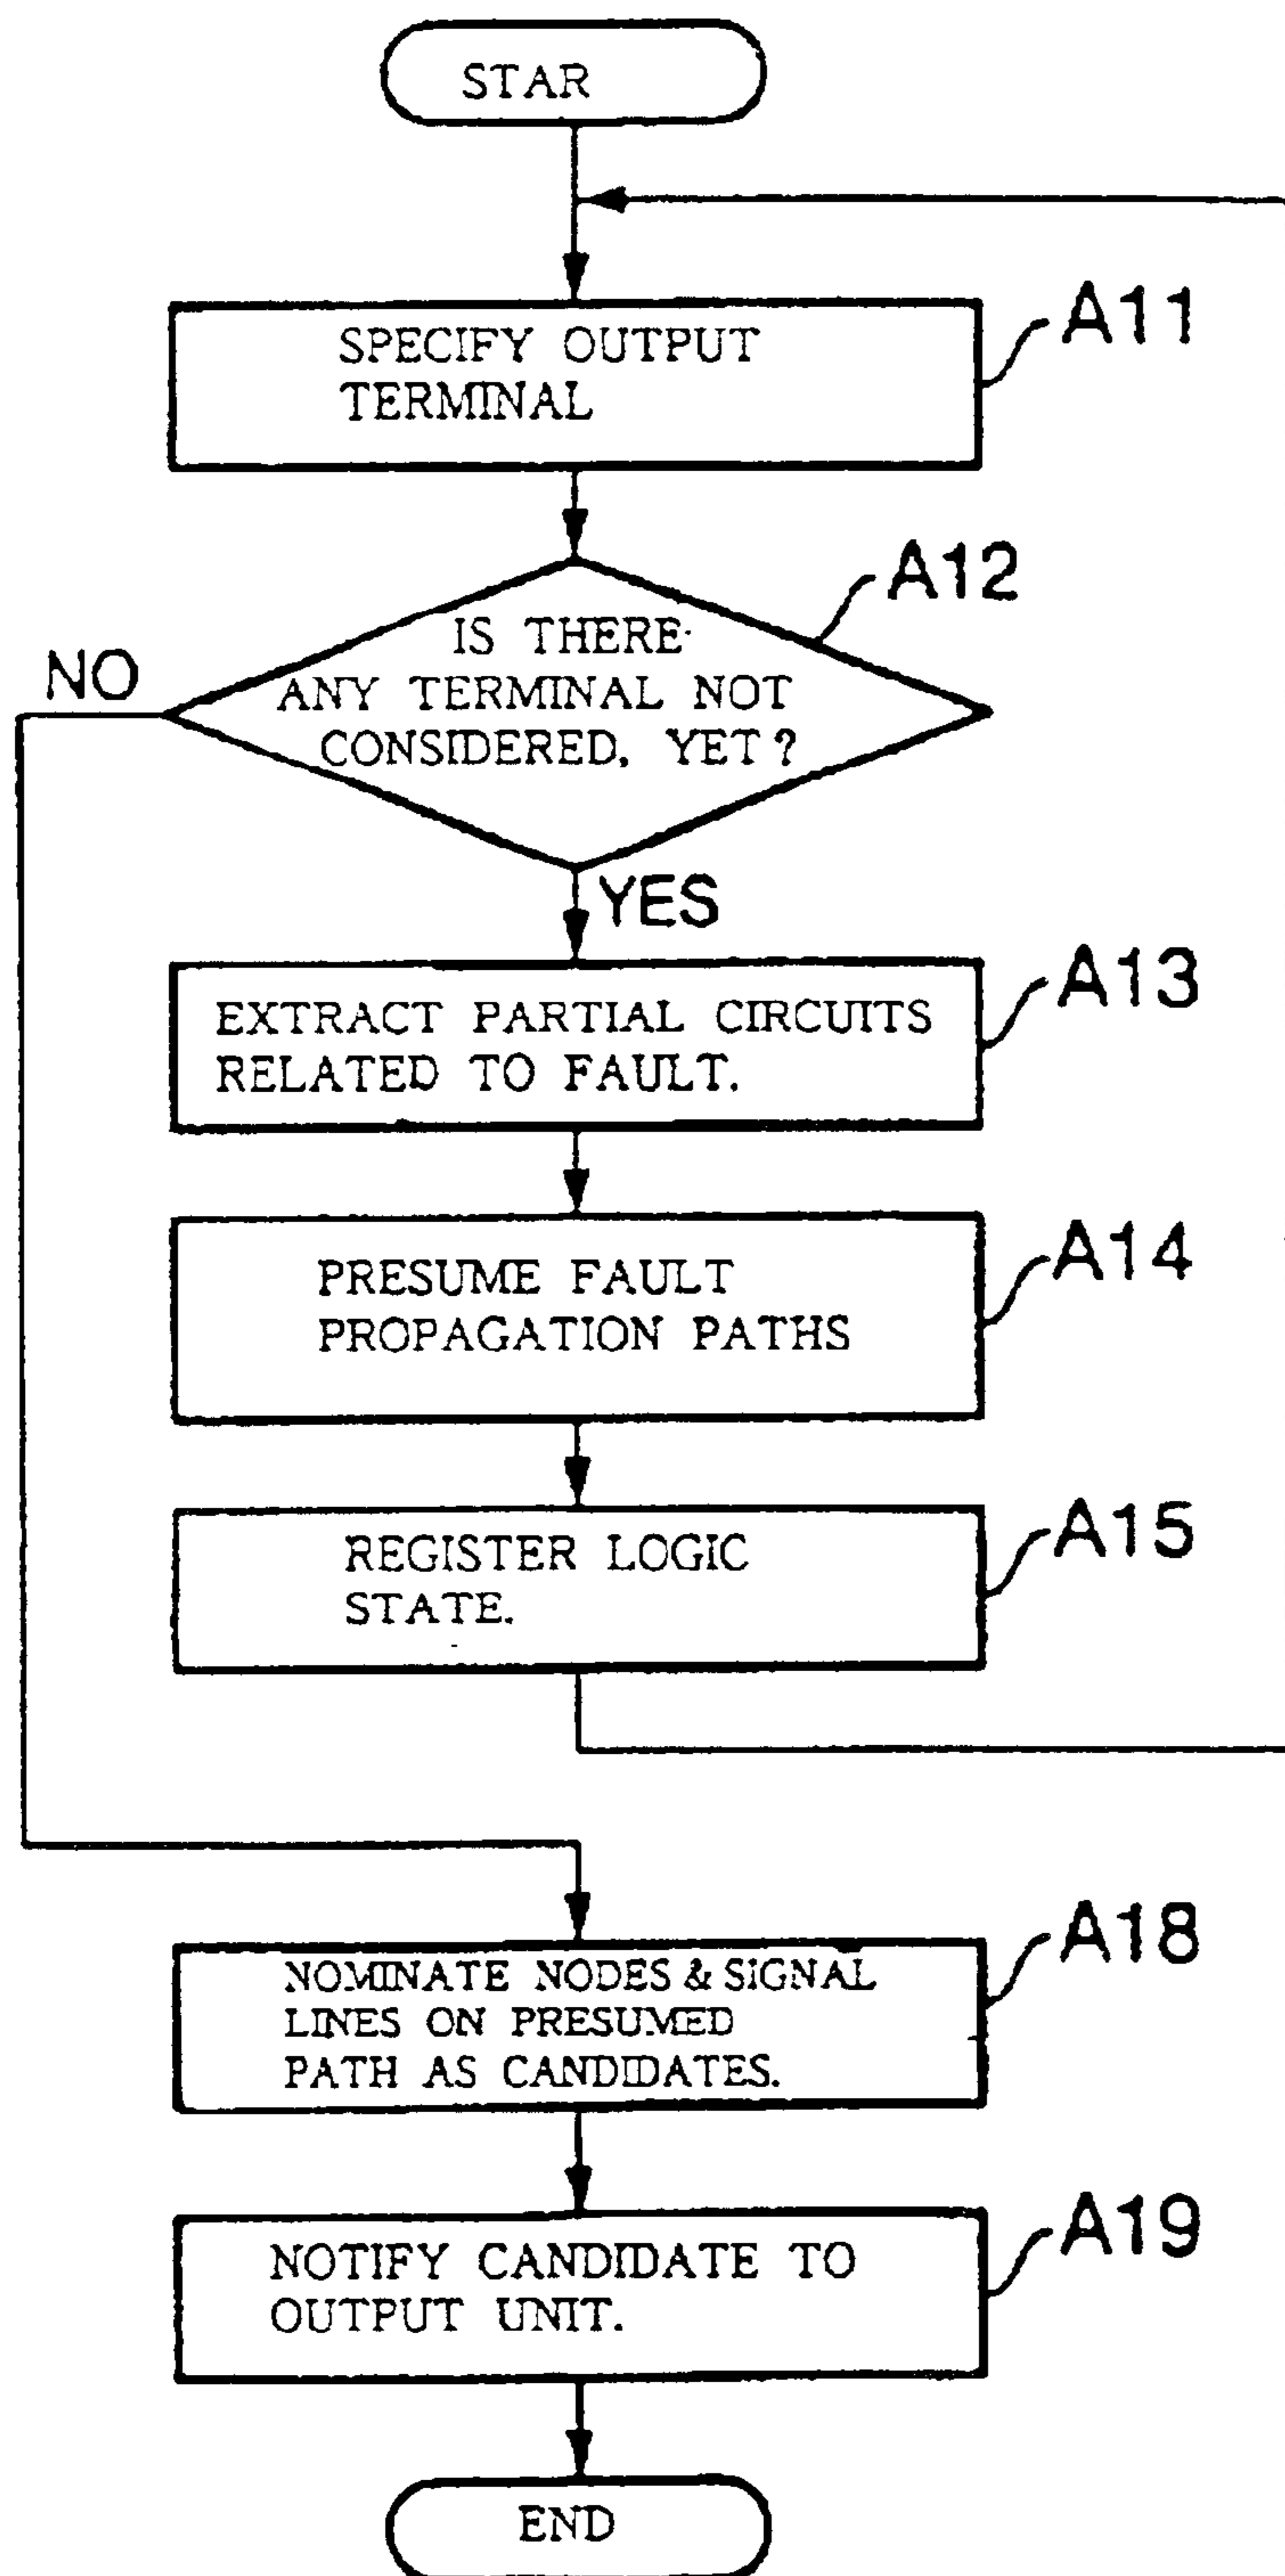 STAR
SPECIFY OUTPUT
TERMINAL
A11
IS THERE
ANY TERMINAL NOT
CONSIDERED, YET?
A12
NO
YES
EXTRACT PARTIAL CIRCUITS
RELATED TO FAULT.
A13
PRESUME FAULT
PROPAGATION PATHS
A14
REGISTER LOGIC
STATE.
A15
NOMINATE NODES & SIGNAL
LINES ON PRESUMED
PATH AS CANDIDATES.
A18
NOTIFY CANDIDATE TO
OUTPUT UNIT.
A19
END